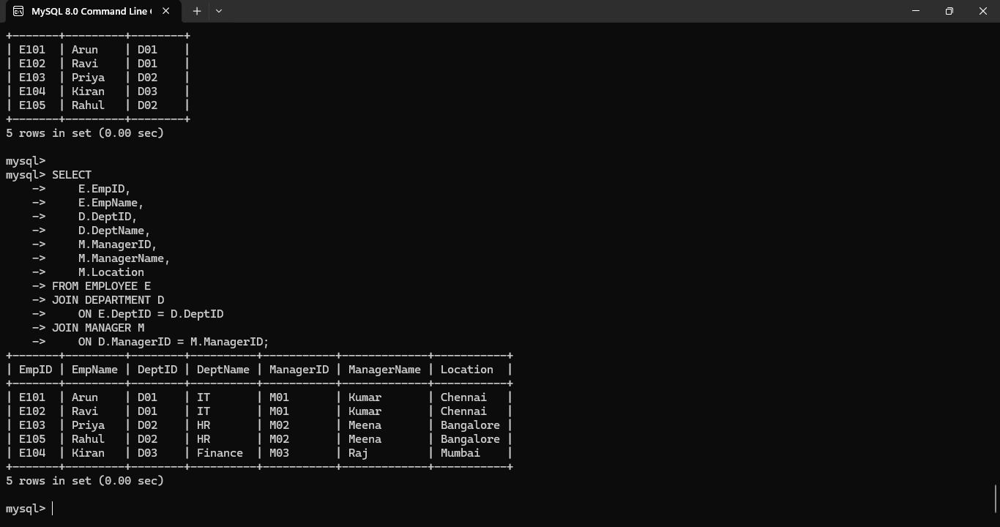 MySQL 8.0 Command Line
+-------+---------+--------+
| E101  | Arun    | D01    |
| E102  | Ravi    | D01    |
| E103  | Priya   | D02    |
| E104  | Kiran   | D03    |
| E105  | Rahul   | D02    |
+-------+---------+--------+
5 rows in set (0.00 sec)
mysql>
mysql> SELECT
    ->     E.EmpID,
    ->     E.EmpName,
    ->     D.DeptID,
    ->     D.DeptName,
    ->     M.ManagerID,
    ->     M.ManagerName,
    ->     M.Location
    -> FROM EMPLOYEE E
    -> JOIN DEPARTMENT D
    ->     ON E.DeptID = D.DeptID
    -> JOIN MANAGER M
    ->     ON D.ManagerID = M.ManagerID;
+-------+---------+--------+----------+-----------+-------------+-----------+
| EmpID | EmpName | DeptID | DeptName | ManagerID | ManagerName | Location  |
+-------+---------+--------+----------+-----------+-------------+-----------+
| E101  | Arun    | D01    | IT       | M01       | Kumar       | Chennai   |
| E102  | Ravi    | D01    | IT       | M01       | Kumar       | Chennai   |
| E103  | Priya   | D02    | HR       | M02       | Meena       | Bangalore |
| E105  | Rahul   | D02    | HR       | M02       | Meena       | Bangalore |
| E104  | Kiran   | D03    | Finance  | M03       | Raj         | Mumbai    |
+-------+---------+--------+----------+-----------+-------------+-----------+
5 rows in set (0.00 sec)
mysql>